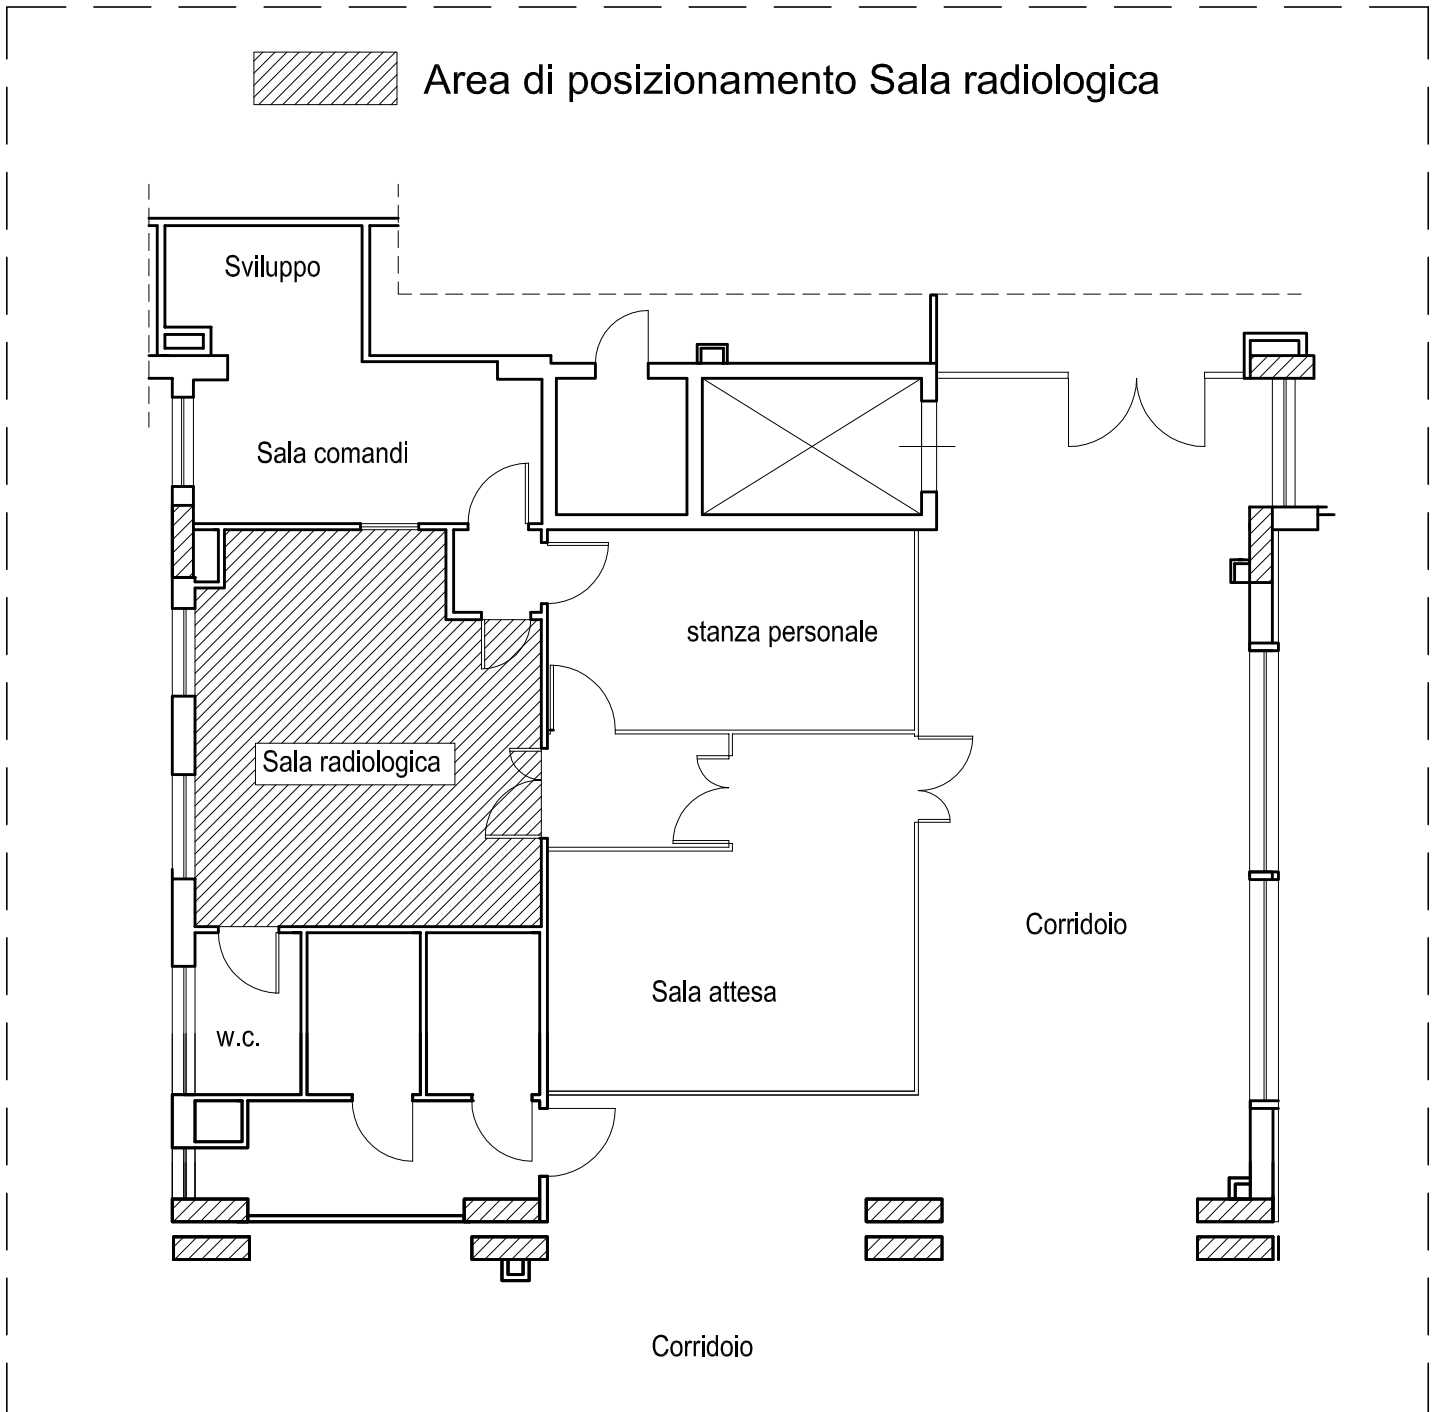 Area di posizionamento Sala radiologica
Sviluppo
Sala comandi
stanza personale
Sala radiologica
Corridoio
Sala attesa
w.c.
Corridoio